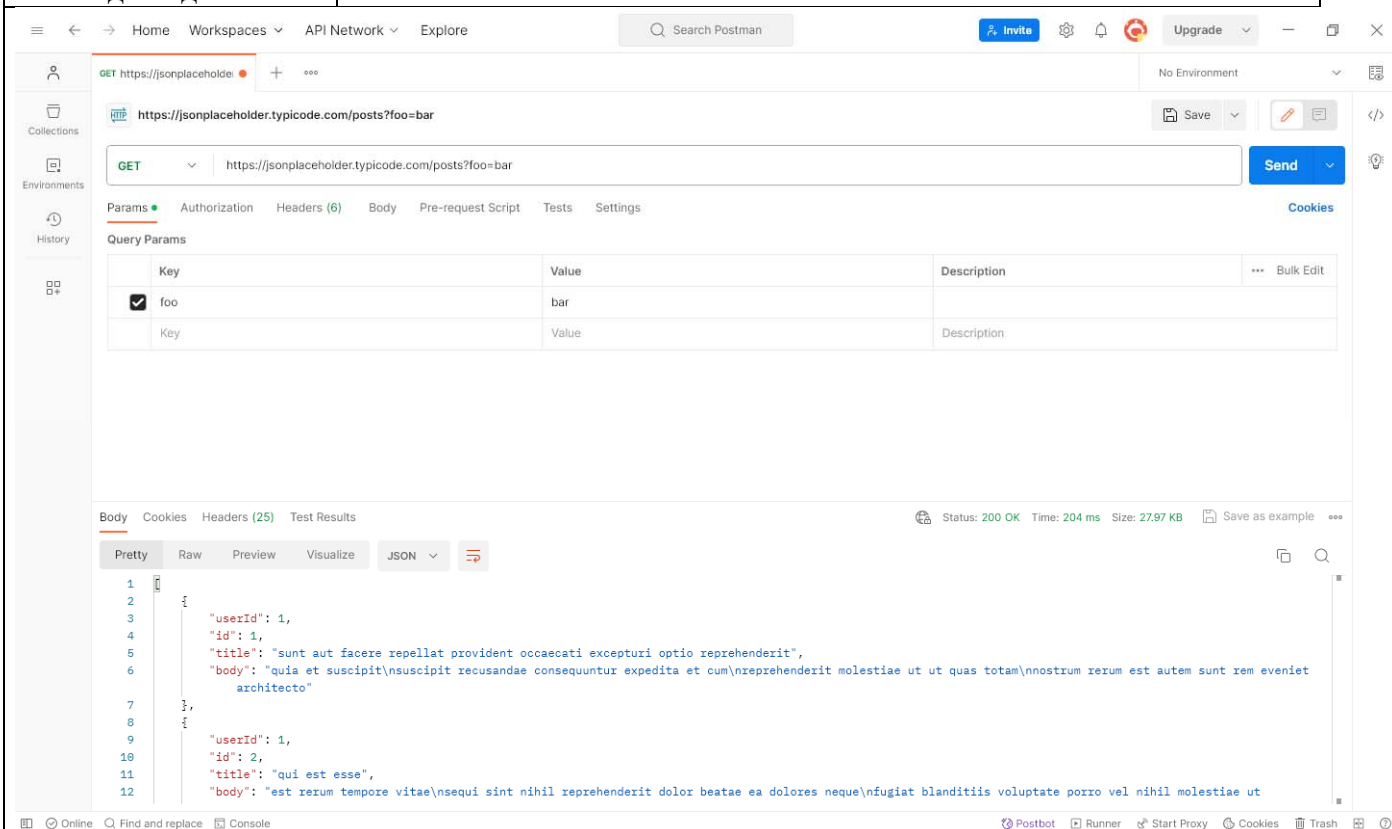 Home Workspaces API Network Explore Search Postman Invite Upgrade
GET https://jsonplaceholder No Environment
HTTP https://jsonplaceholder.typicode.com/posts?foo=bar Save
GET https://jsonplaceholder.typicode.com/posts?foo=bar Send
Params Authorization Headers (6) Body Pre-request Script Tests Settings Cookies
Query Params
Key Value Description Bulk Edit
foo bar
Key Value Description
Collections
Environments
History
Body Cookies Headers (25) Test Results Status: 200 OK Time: 204 ms Size: 27.97 KB Save as example
Pretty Raw Preview Visualize JSON
1 [
2 {
3 "userId": 1,
4 "id": 1,
5 "title": "sunt aut facere repellat provident occaecati excepturi optio reprehenderit",
6 "body": "quia et suscipit\nsuscipit recusandae consequuntur expedita et cum\nreprehenderit molestiae ut ut quas totam\nnostrum rerum est autem sunt rem eveniet
architecto"
7 },
8 {
9 "userId": 1,
10 "id": 2,
11 "title": "qui est esse",
12 "body": "est rerum tempore vitae\nsequi sint nihil reprehenderit dolor beatae ea dolores neque\nfugiat blanditiis voluptate porro vel nihil molestiae ut
Online Find and replace Console Postbot Runner Start Proxy Cookies Trash